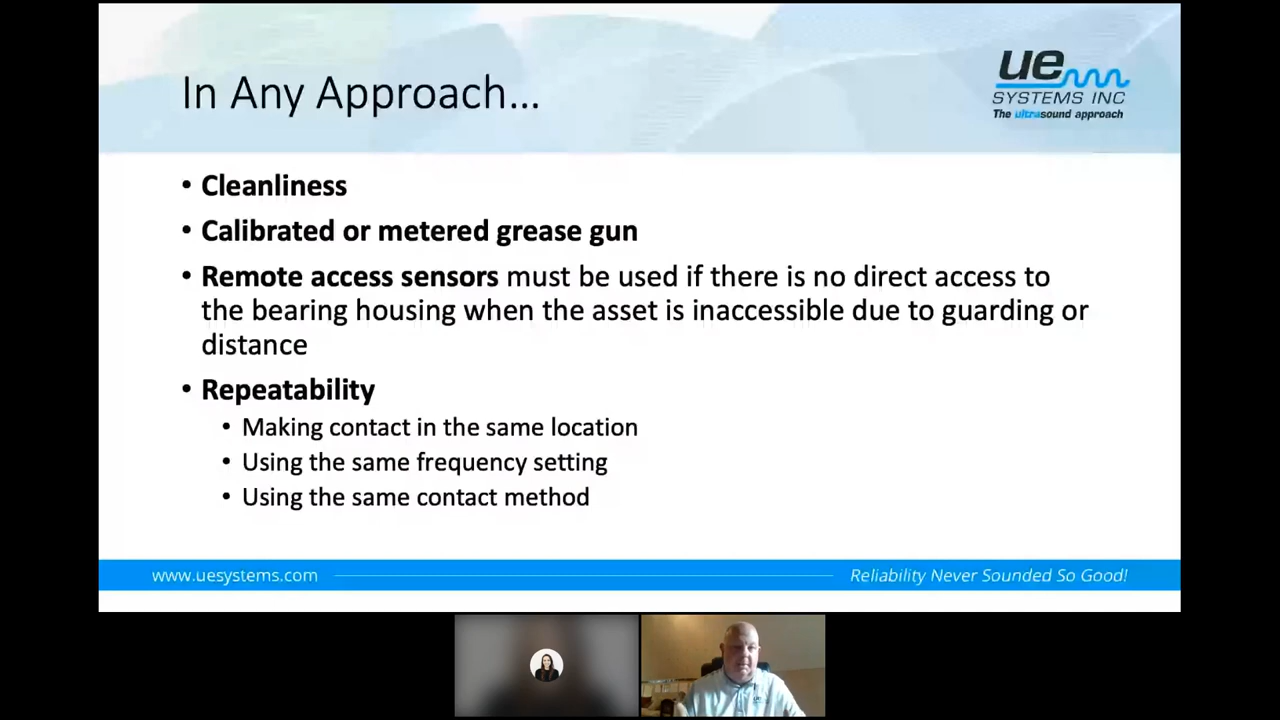 In Any Approach...
ue
SYSTEMS INC
The ultrasound approach
• Cleanliness
• Calibrated or metered grease gun
• Remote access sensors must be used if there is no direct access to
the bearing housing when the asset is inaccessible due to guarding or
distance
• Repeatability
• Making contact in the same location
• Using the same frequency setting
• Using the same contact method
www.uesystems.com
Reliability Never Sounded So Good!